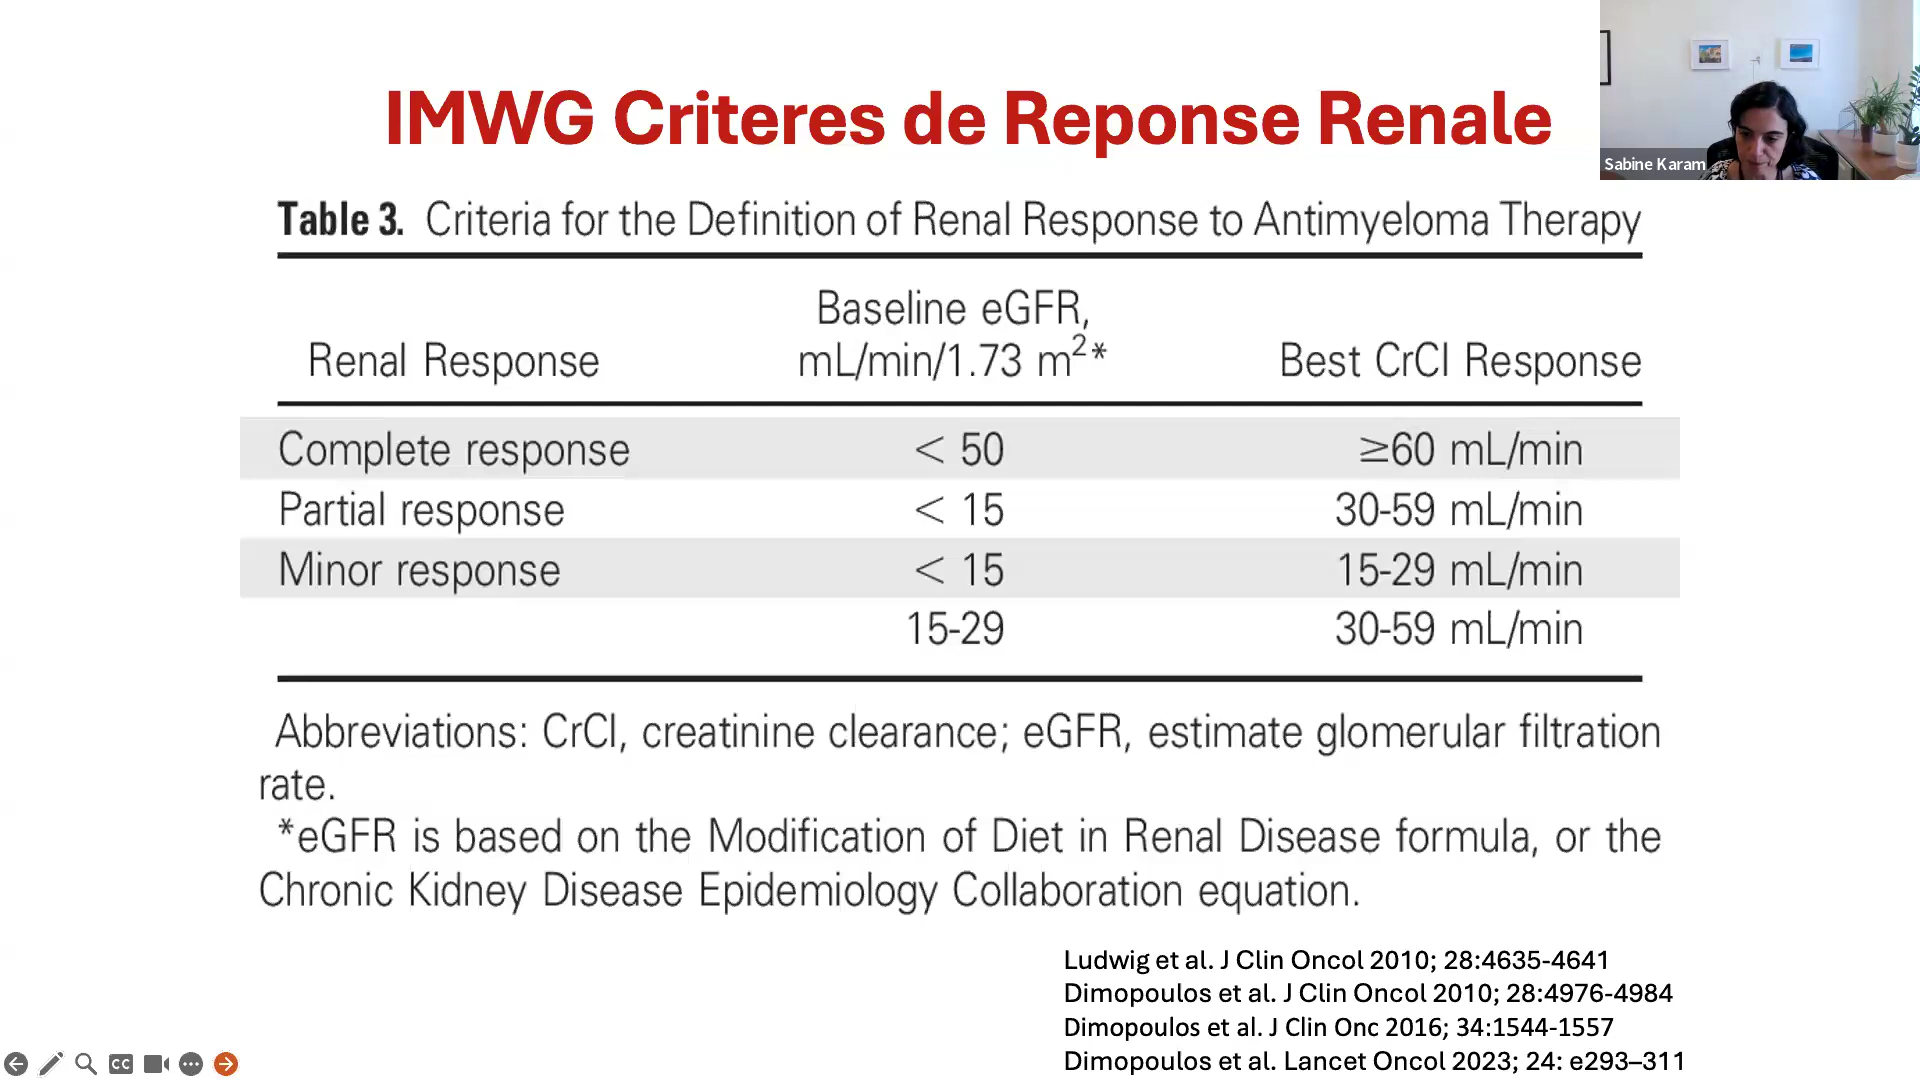 IMWG Criteres de Reponse Renale
Sabine Karam
Table 3. Criteria for the Definition of Renal Response to Antimyeloma Therapy
Renal Response
Baseline eGFR,
mL/min/1.73 m²*
Best CrCl Response
Complete response < 50 ≥60 mL/min
Partial response < 15 30-59 mL/min
Minor response < 15 15-29 mL/min
15-29 30-59 mL/min
Abbreviations: CrCl, creatinine clearance; eGFR, estimate glomerular filtration
rate.
*eGFR is based on the Modification of Diet in Renal Disease formula, or the
Chronic Kidney Disease Epidemiology Collaboration equation.
Ludwig et al. J Clin Oncol 2010; 28:4635-4641
Dimopoulos et al. J Clin Oncol 2010; 28:4976-4984
Dimopoulos et al. J Clin Onc 2016; 34:1544-1557
Dimopoulos et al. Lancet Oncol 2023; 24: e293–311
CC